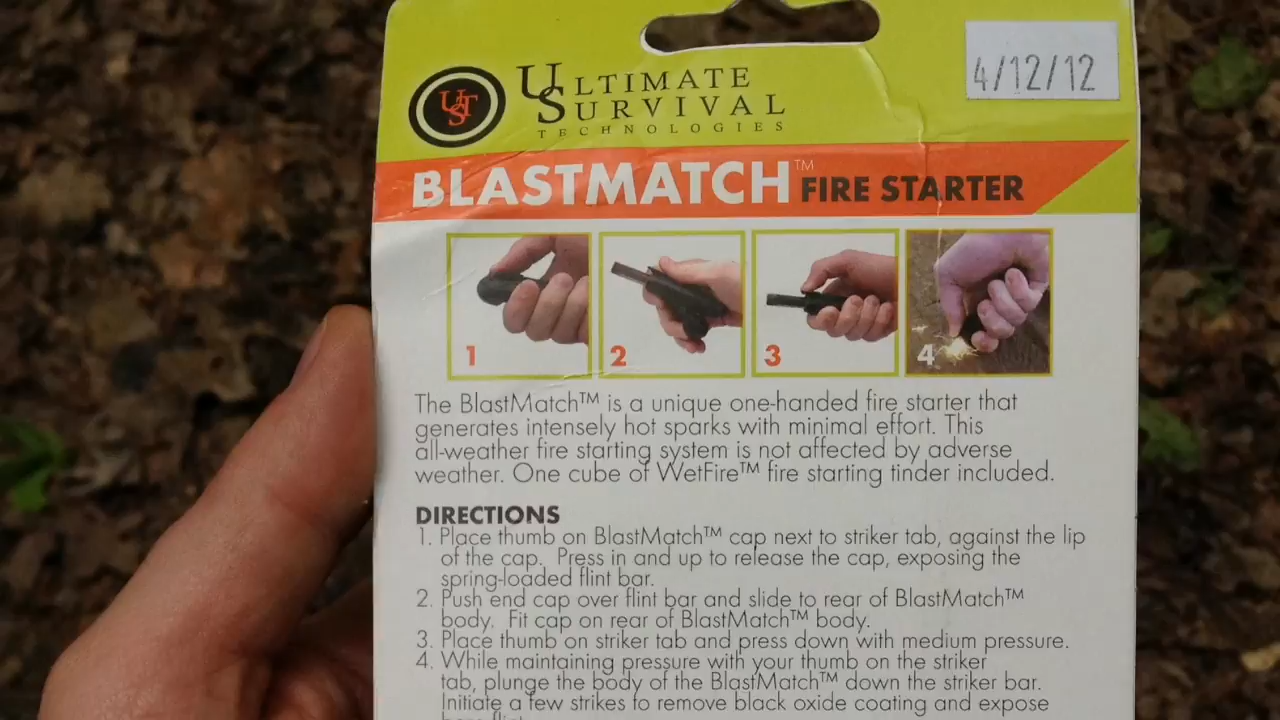 4/12/12
UST
ULTIMATE
SURVIVAL
TECHNOLOGIES
BLASTMATCH™ FIRE STARTER
1 2 3 4
The BlastMatch™ is a unique one-handed fire starter that
generates intensely hot sparks with minimal effort. This
all-weather fire starting system is not affected by adverse
weather. One cube of WetFire™ fire starting tinder included.
DIRECTIONS
1. Place thumb on BlastMatch™ cap next to striker tab, against the lip
of the cap. Press in and up to release the cap, exposing the
spring-loaded flint bar.
2. Push end cap over flint bar and slide to rear of BlastMatch™
body. Fit cap on rear of BlastMatch™ body.
3. Place thumb on striker tab and press down with medium pressure.
4. While maintaining pressure with your thumb on the striker
tab, plunge the body of the BlastMatch™ down the striker bar.
Initiate a few strikes to remove black oxide coating and expose